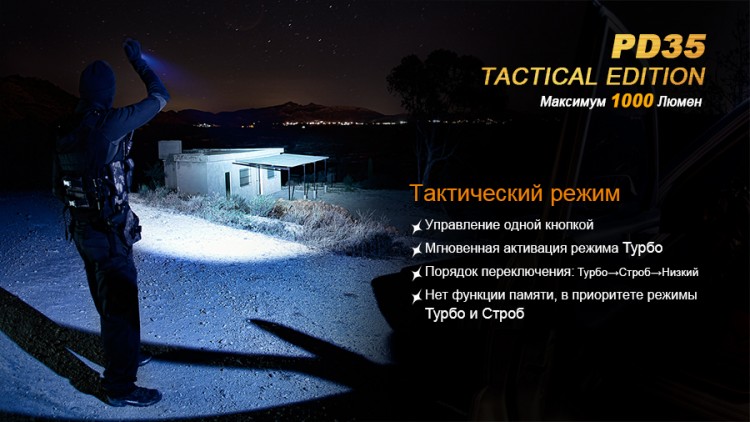 PD35
TACTICAL EDITION
Максимум 1000 Люмен
Тактический режим
Управление одной кнопкой
Мгновенная активация режима Турбо
Порядок переключения: Турбо→Строб→Низкий
Нет функции памяти, в приоритете режимы
Турбо и Строб